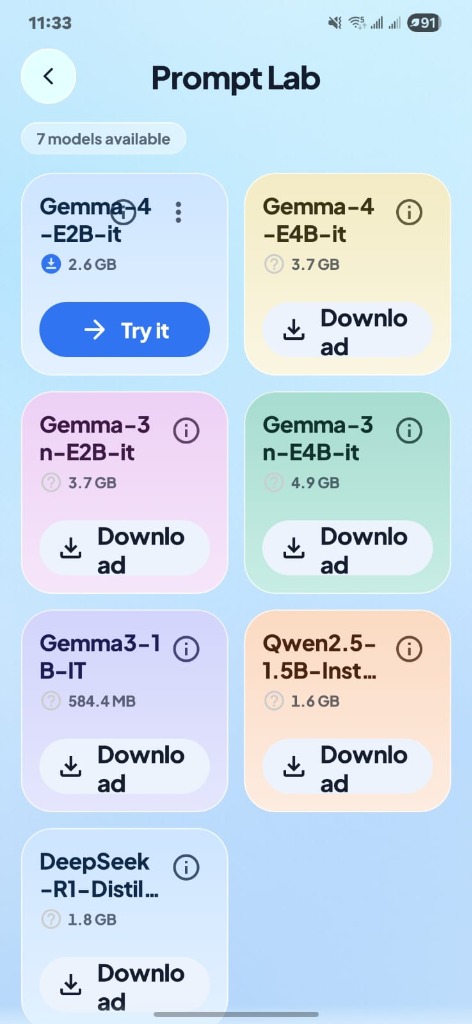 11:33
91
Prompt Lab
7 models available
Gemma-4
-E2B-it
2.6 GB
Try it
Gemma-4
-E4B-it
3.7 GB
Downlo
ad
Gemma-3
n-E2B-it
3.7 GB
Downlo
ad
Gemma-3
n-E4B-it
4.9 GB
Downlo
ad
Gemma3-1
B-IT
584.4 MB
Downlo
ad
Qwen2.5-
1.5B-Inst...
1.6 GB
Downlo
ad
DeepSeek
-R1-Distil...
1.8 GB
Downlo
ad